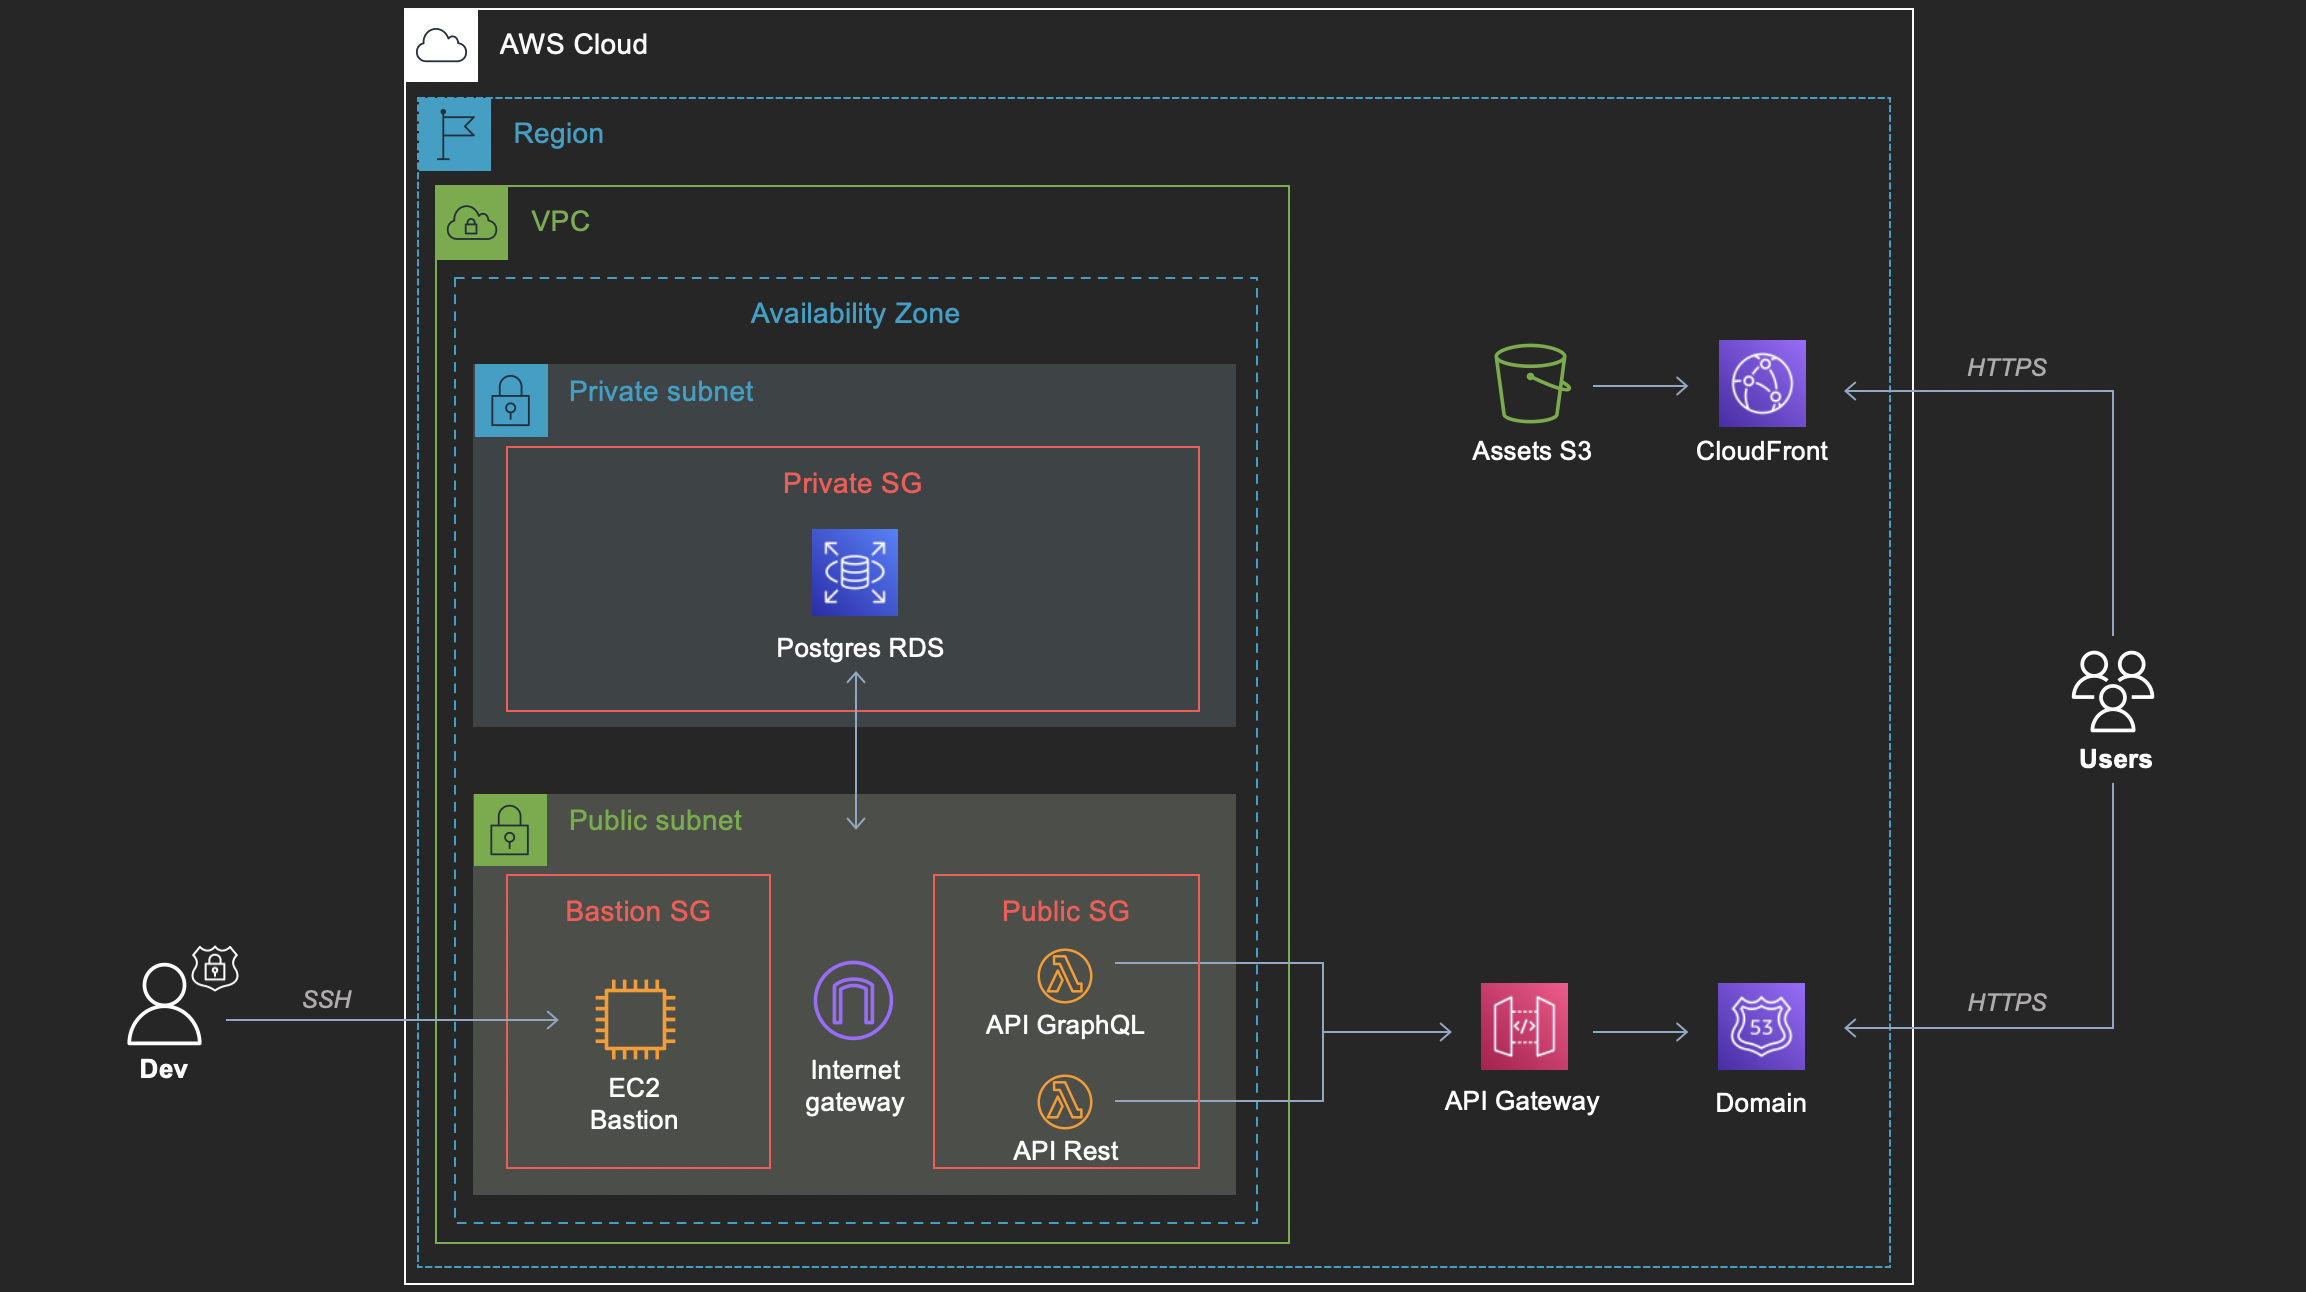 AWS Cloud
Region
VPC
Availability Zone
Private subnet
Private SG
Postgres RDS
Public subnet
Bastion SG
EC2
Bastion
Internet
gateway
Public SG
API GraphQL
API Rest
Dev
SSH
Assets S3
CloudFront
HTTPS
Users
API Gateway
</>
53
Domain
HTTPS